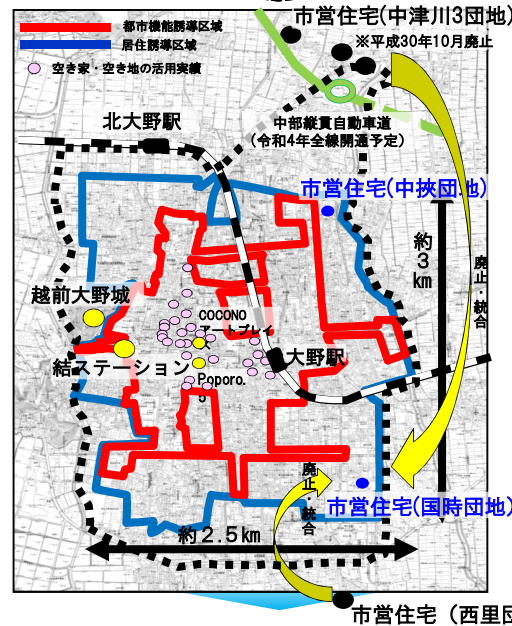 市営住宅(中津川3団地)
※平成30年10月廃止
都市機能誘導区域
居住誘導区域
空き家・空き地の活用実績
北大野駅
中部縦貫自動車道
(令和4年全線開通予定)
市営住宅(中挾団地)
約3km
廃止・統合
越前大野城
COCONO
アートプレイ
結ステーション
大野駅
Poporo.
5
廃止・統合
市営住宅(国時団地)
約2.5km
市営住宅（西里団